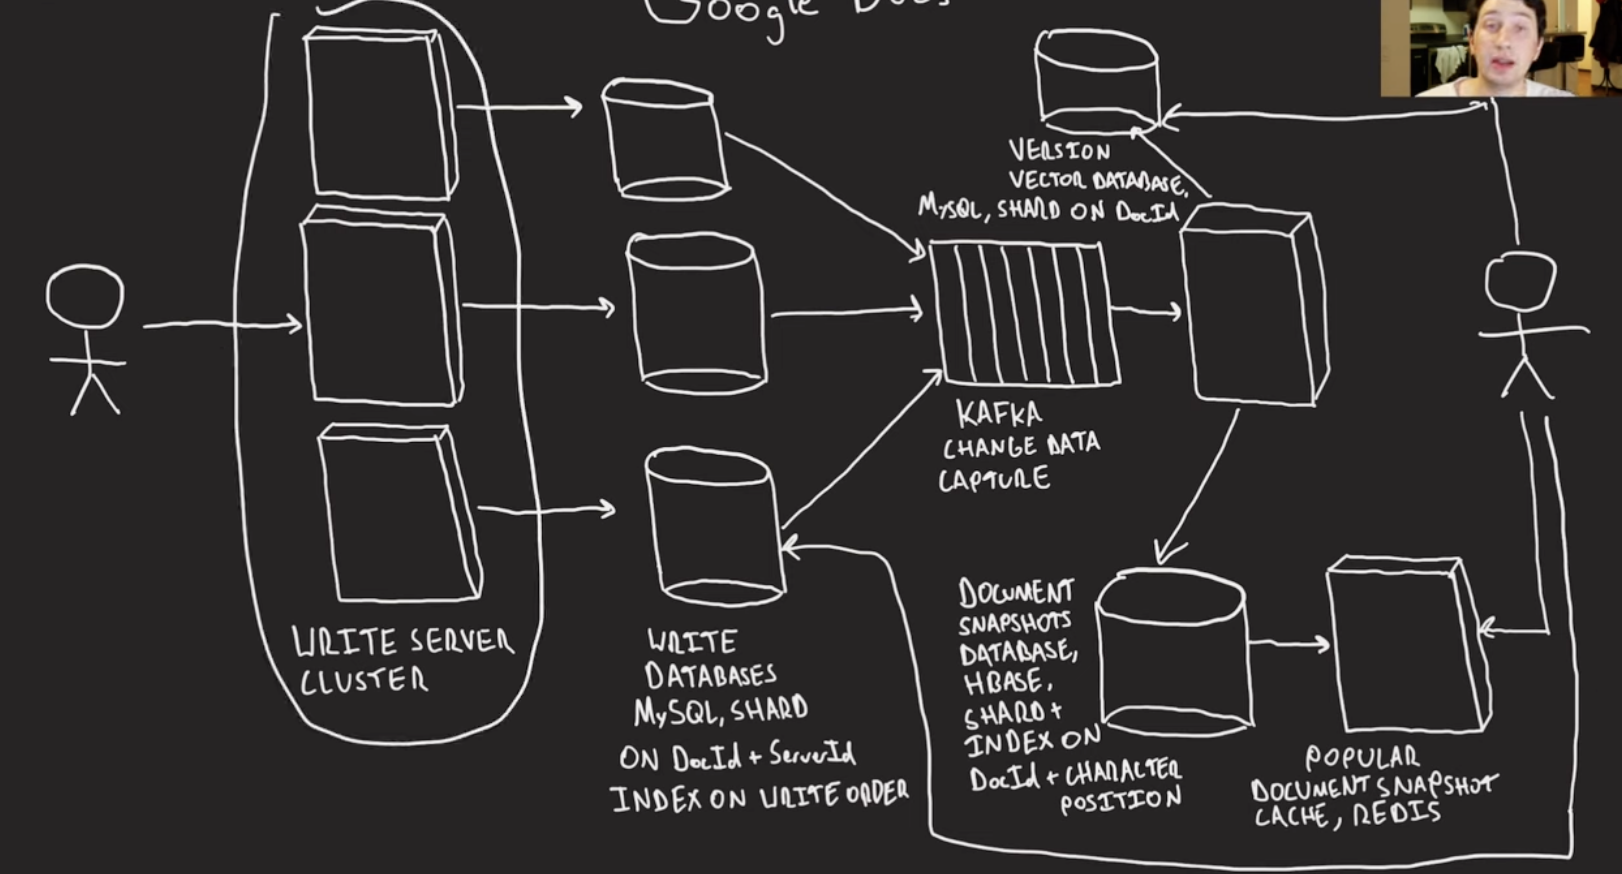 Google Docs
VERSION
VECTOR DATABASE,
MySQL, SHARD ON DocId
KAFKA
CHANGE DATA
CAPTURE
WRITE SERVER
CLUSTER
WRITE
DATABASES
MySQL, SHARD
ON DocId + ServerId
INDEX ON WRITE ORDER
DOCUMENT
SNAPSHOTS
DATABASE,
HBASE,
SHARD +
INDEX ON
DocId + CHARACTER
POSITION
POPULAR
DOCUMENT SNAPSHOT
CACHE, REDIS